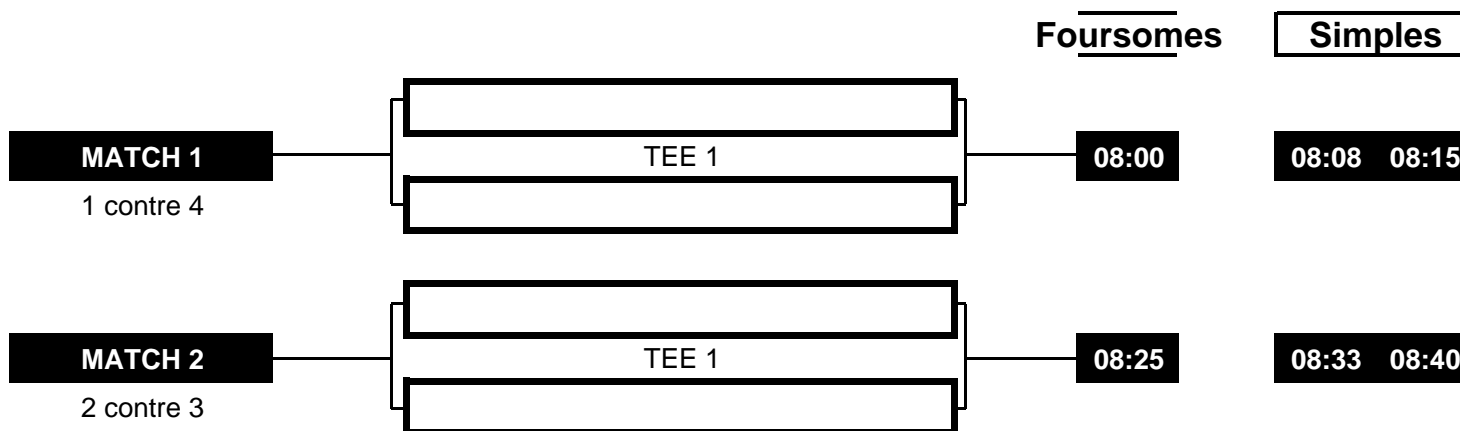 Foursomes Simples
MATCH 1 TEE 1 08:00 08:08 08:15
1 contre 4
MATCH 2 TEE 1 08:25 08:33 08:40
2 contre 3